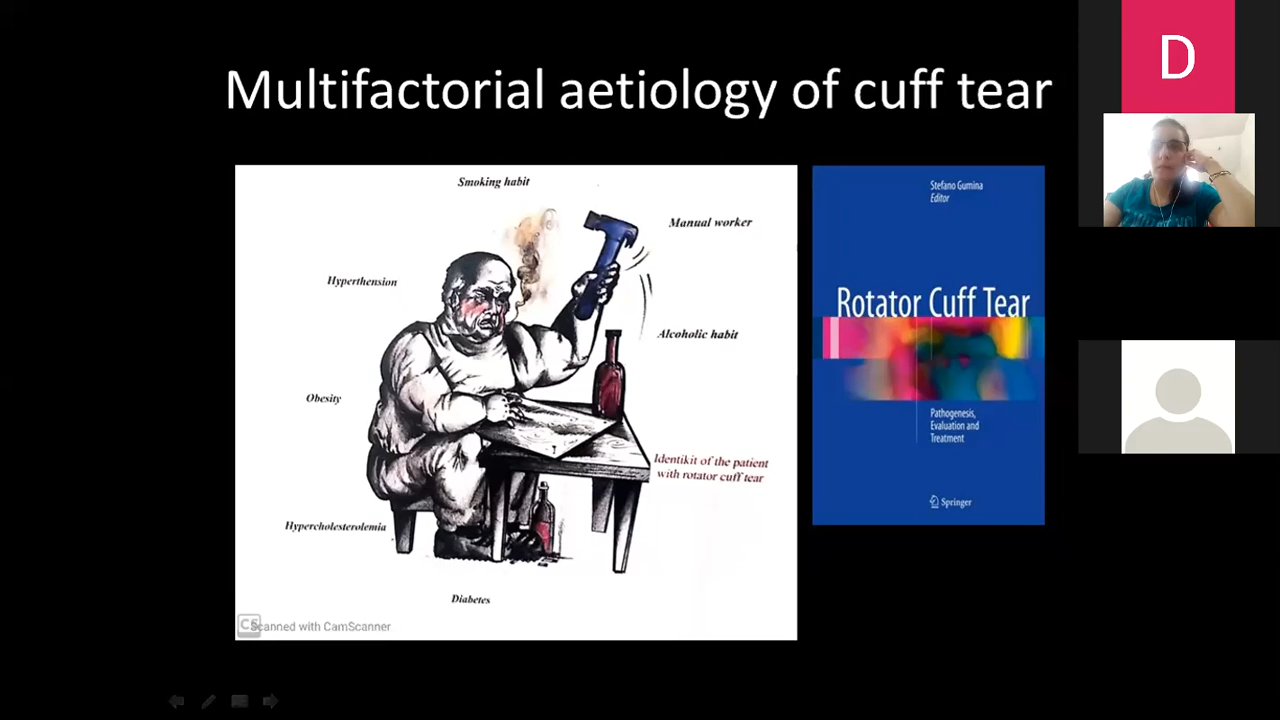 Multifactorial aetiology of cuff tear
D
Smoking habit
Manual worker
Hyperthension
Alcoholic habit
Obesity
Identikit of the patient
with rotator cuff tear
Hypercholesterolemia
Diabetes
CS Scanned with CamScanner
Stefano Gumina
Editor
Rotator Cuff Tear
Pathogenesis,
Evaluation and
Treatment
Springer